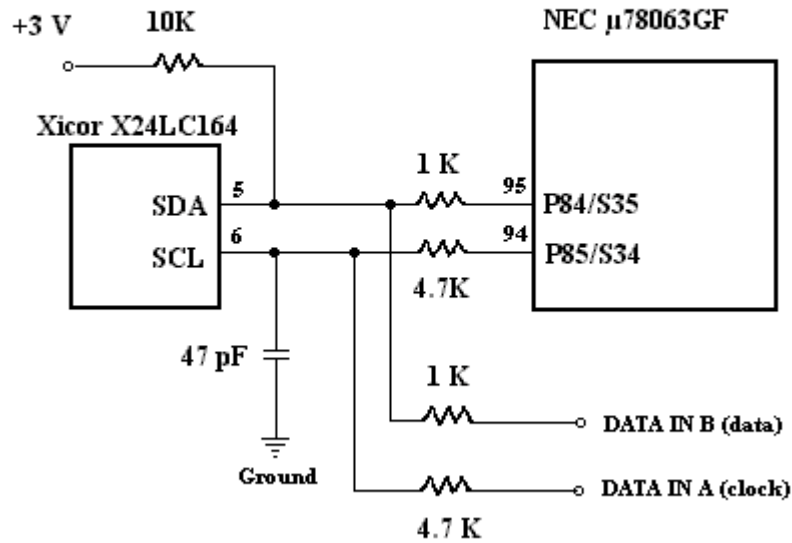 +3 V
10K
NEC µ78063GF
Xicor X24LC164
1 K
SDA
5
95
P84/S35
SCL
6
94
P85/S34
4.7K
47 pF
1 K
DATA IN B (data)
Ground
DATA IN A (clock)
4.7 K